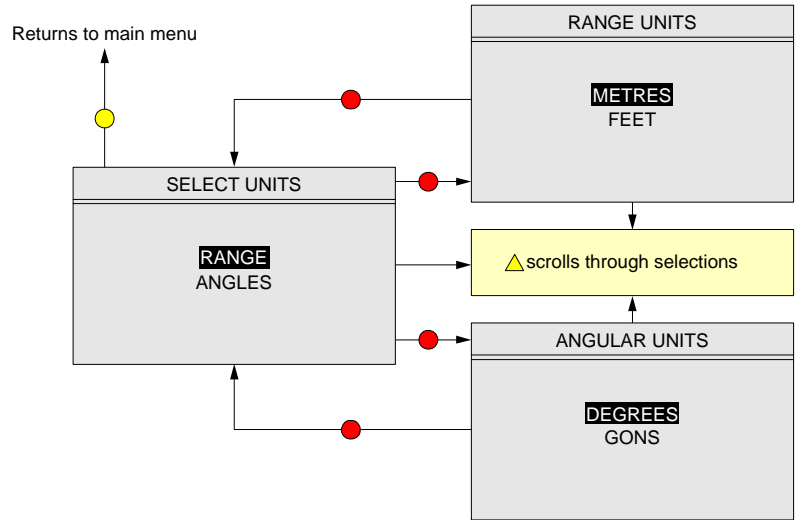 Returns to main menu
RANGE UNITS
METRES
FEET
SELECT UNITS
RANGE
ANGLES
scrolls through selections
ANGULAR UNITS
DEGREES
GONS